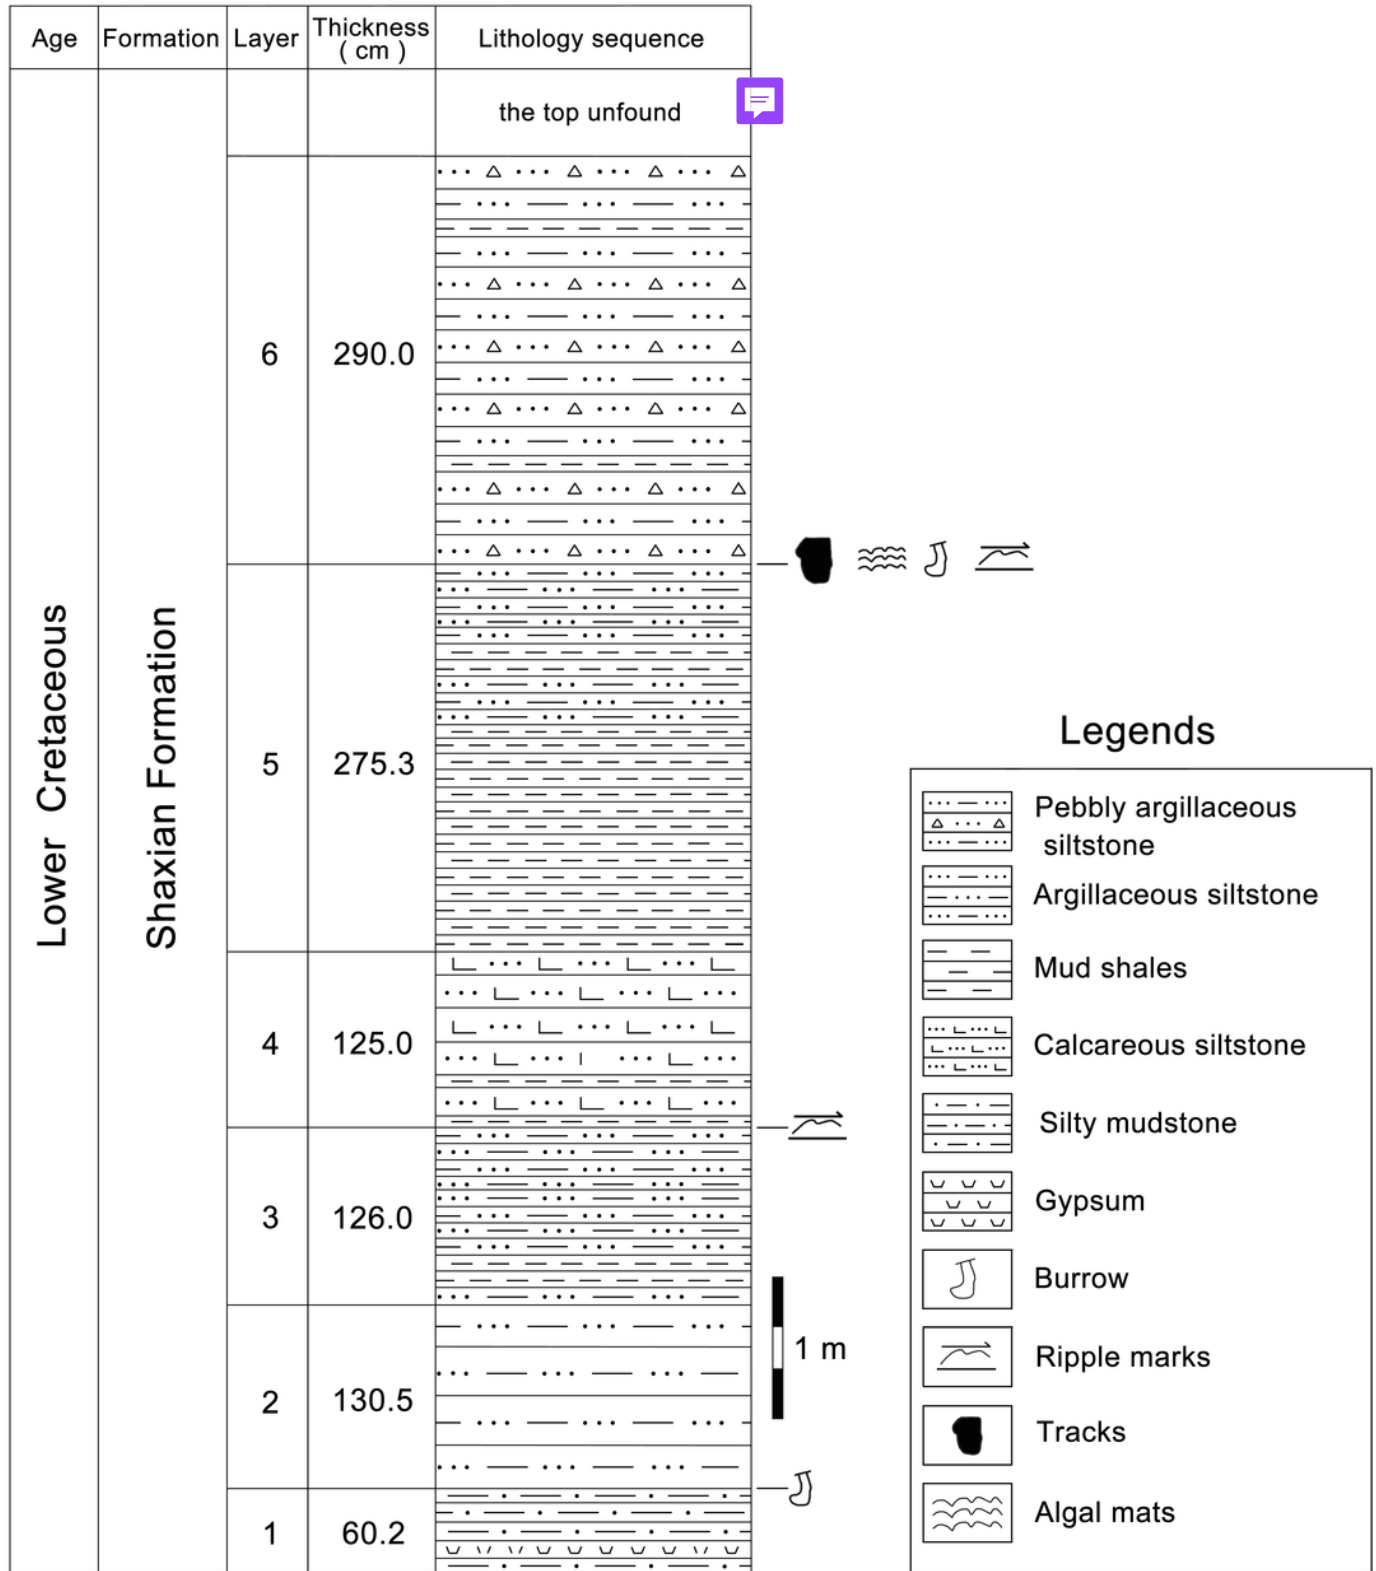 Age Formation Layer Thickness Lithology sequence
( cm )
the top unfound
6 290.0
5 275.3
4 125.0
3 126.0
2 130.5
1 60.2
Lower Cretaceous
Shaxian Formation
1 m
Legends
Pebbly argillaceous
siltstone
Argillaceous siltstone
Mud shales
Calcareous siltstone
Silty mudstone
Gypsum
Burrow
Ripple marks
Tracks
Algal mats